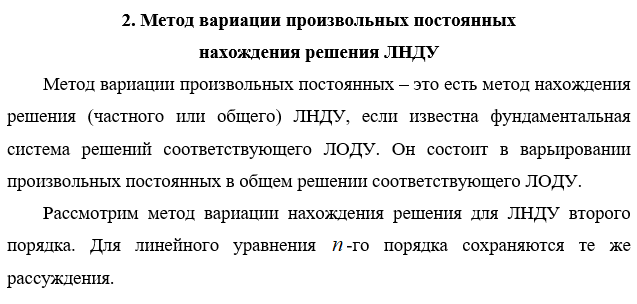 2. Метод вариации произвольных постоянных
нахождения решения ЛНДУ
Метод вариации произвольных постоянных – это есть метод нахождения
решения (частного или общего) ЛНДУ, если известна фундаментальная
система решений соответствующего ЛОДУ. Он состоит в варьировании
произвольных постоянных в общем решении соответствующего ЛОДУ.
Рассмотрим метод вариации нахождения решения для ЛНДУ второго
порядка. Для линейного уравнения n-го порядка сохраняются те же
рассуждения.